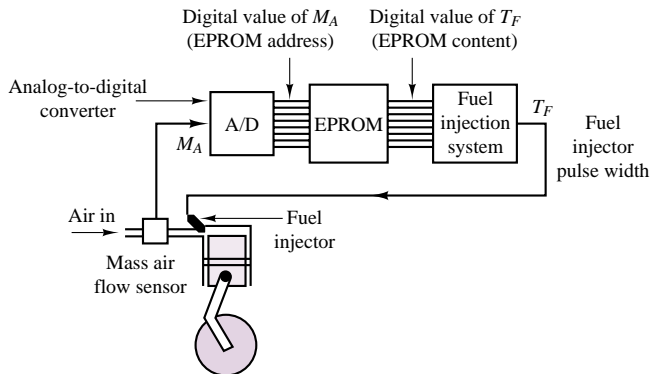 Digital value of M_A
(EPROM address)
Digital value of T_F
(EPROM content)
Analog-to-digital
converter
A/D
EPROM
Fuel
injection
system
M_A
T_F
Fuel
injector
pulse width
Air in
Fuel
injector
Mass air
flow sensor